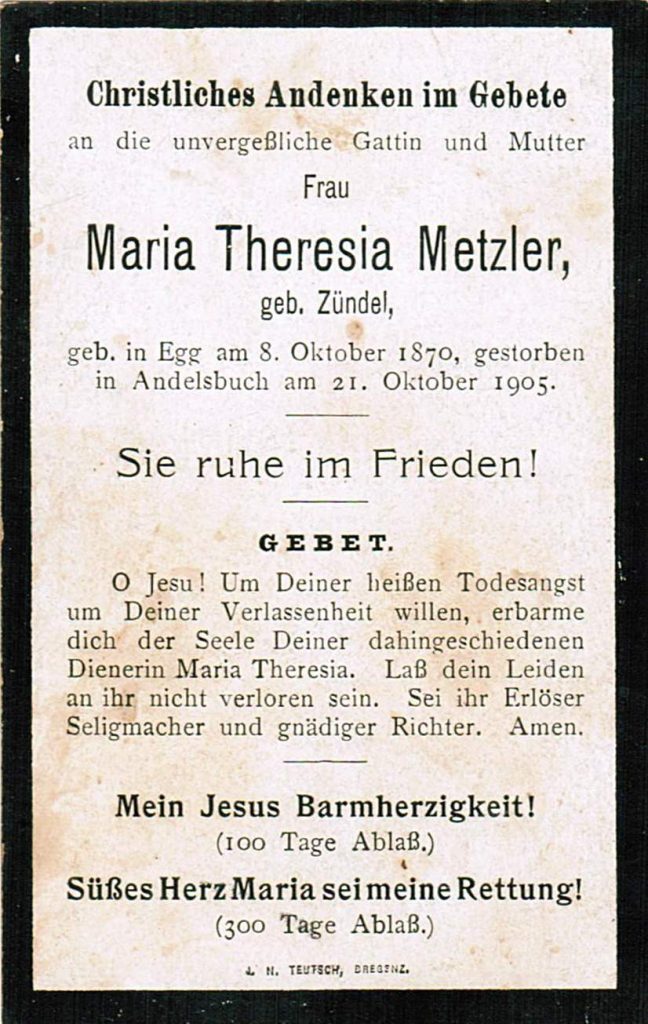 Christliches Andenken im Gebete
an die unvergeßliche Gattin und Mutter
Frau
Maria Theresia Metzler,
geb. Zündel,
geb. in Egg am 8. Oktober 1870, gestorben
in Andelsbuch am 21. Oktober 1905.
Sie ruhe im Frieden!
GEBET.
O Jesu! Um Deiner heißen Todesangst
um Deiner Verlassenheit willen, erbarme
dich der Seele Deiner dahingeschiedenen
Dienerin Maria Theresia. Laß dein Leiden
an ihr nicht verloren sein. Sei ihr Erlöser
Seligmacher und gnädiger Richter. Amen.
Mein Jesus Barmherzigkeit!
(100 Tage Ablaß.)
Süßes Herz Maria sei meine Rettung!
(300 Tage Ablaß.)
J. N. TEUTSCH, BREGENZ.